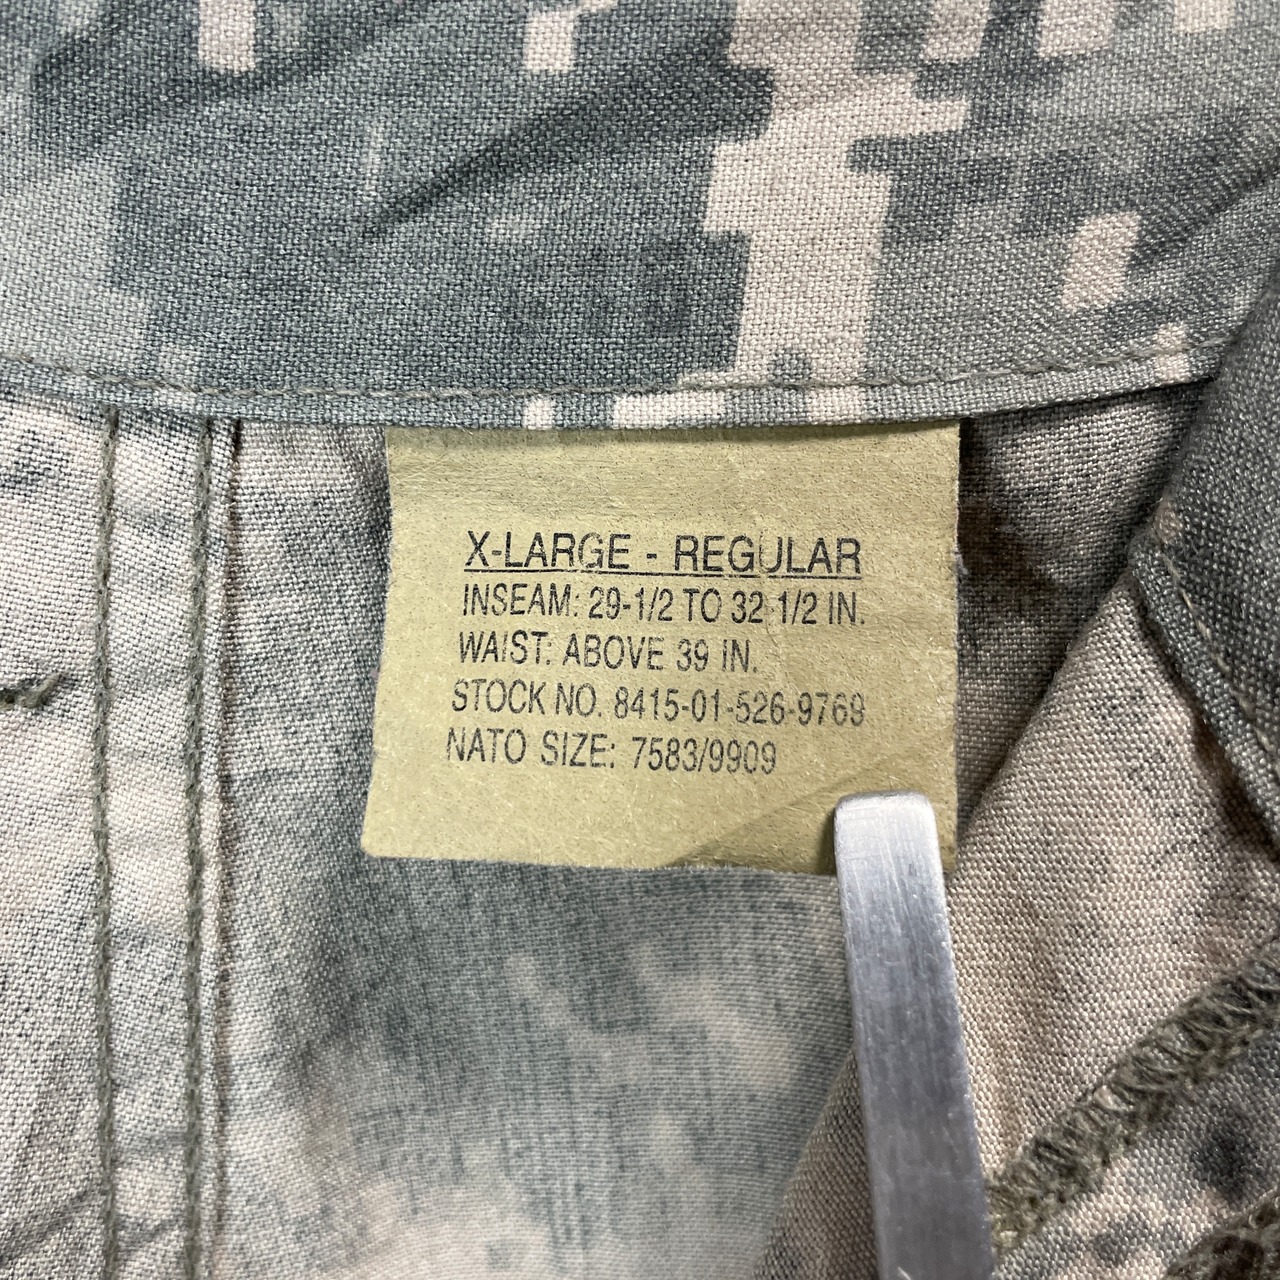 X-LARGE - REGULAR
INSEAM: 29-1/2 TO 32-1/2 IN.
WAIST: ABOVE 39 IN.
STOCK NO. 8415-01-526-9769
NATO SIZE: 7583/9909